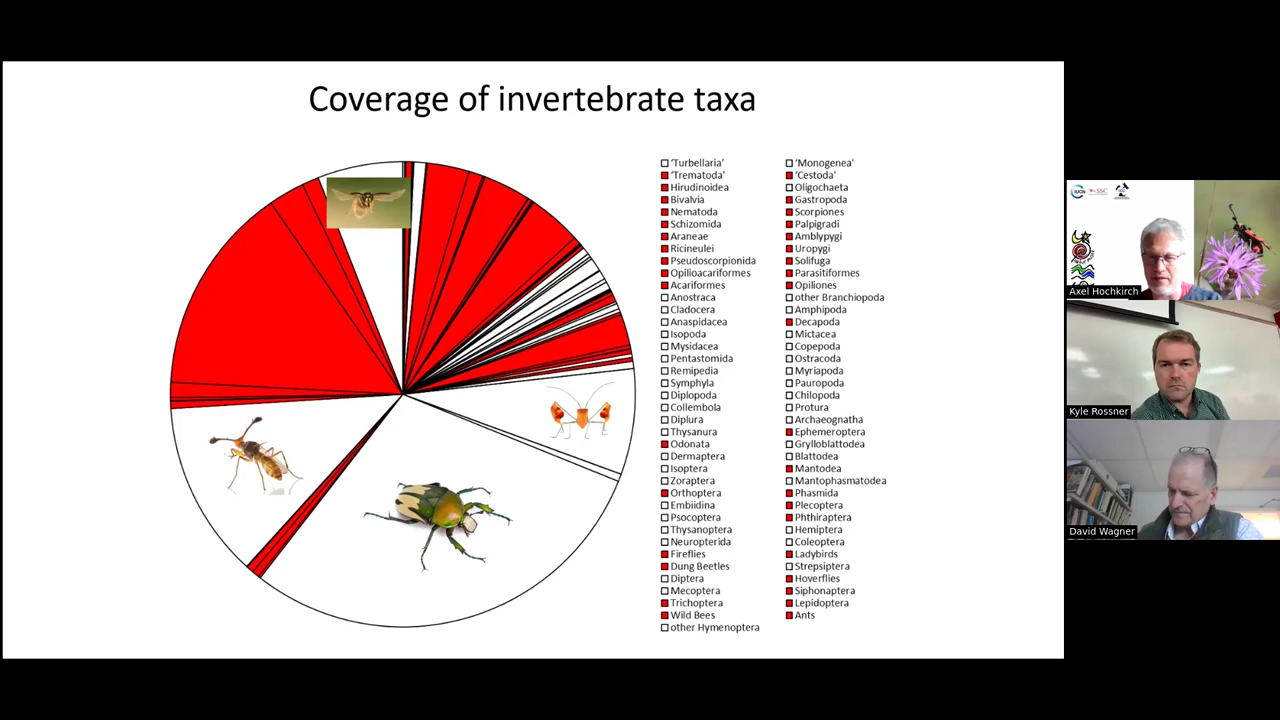 Coverage of invertebrate taxa
'Turbellaria' 'Monogenea'
'Trematoda' 'Cestoda'
Hirudinoidea Oligochaeta
Bivalvia Gastropoda
Nematoda Scorpiones
Schizomida Palpigradi
Araneae Amblypygi
Ricineulei Uropygi
Pseudoscorpionida Solifuga
Opilioacariformes Parasitiformes
Acariformes Opiliones
Anostraca other Branchiopoda
Cladocera Amphipoda
Anaspidacea Decapoda
Isopoda Mictacea
Mysidacea Copepoda
Pentastomida Ostracoda
Remipedia Myriapoda
Symphyla Pauropoda
Diplopoda Chilopoda
Collembola Protura
Diplura Archaeognatha
Thysanura Ephemeroptera
Odonata Grylloblattodea
Dermaptera Blattodea
Isoptera Mantodea
Zoraptera Mantophasmatodea
Orthoptera Phasmida
Embiidina Plecoptera
Psocoptera Phthiraptera
Thysanoptera Hemiptera
Neuropterida Coleoptera
Fireflies Ladybirds
Dung Beetles Strepsiptera
Diptera Hoverflies
Mecoptera Siphonaptera
Trichoptera Lepidoptera
Wild Bees Ants
other Hymenoptera
IUCN SSC
Axel Hochkirch
Kyle Rossner
David Wagner